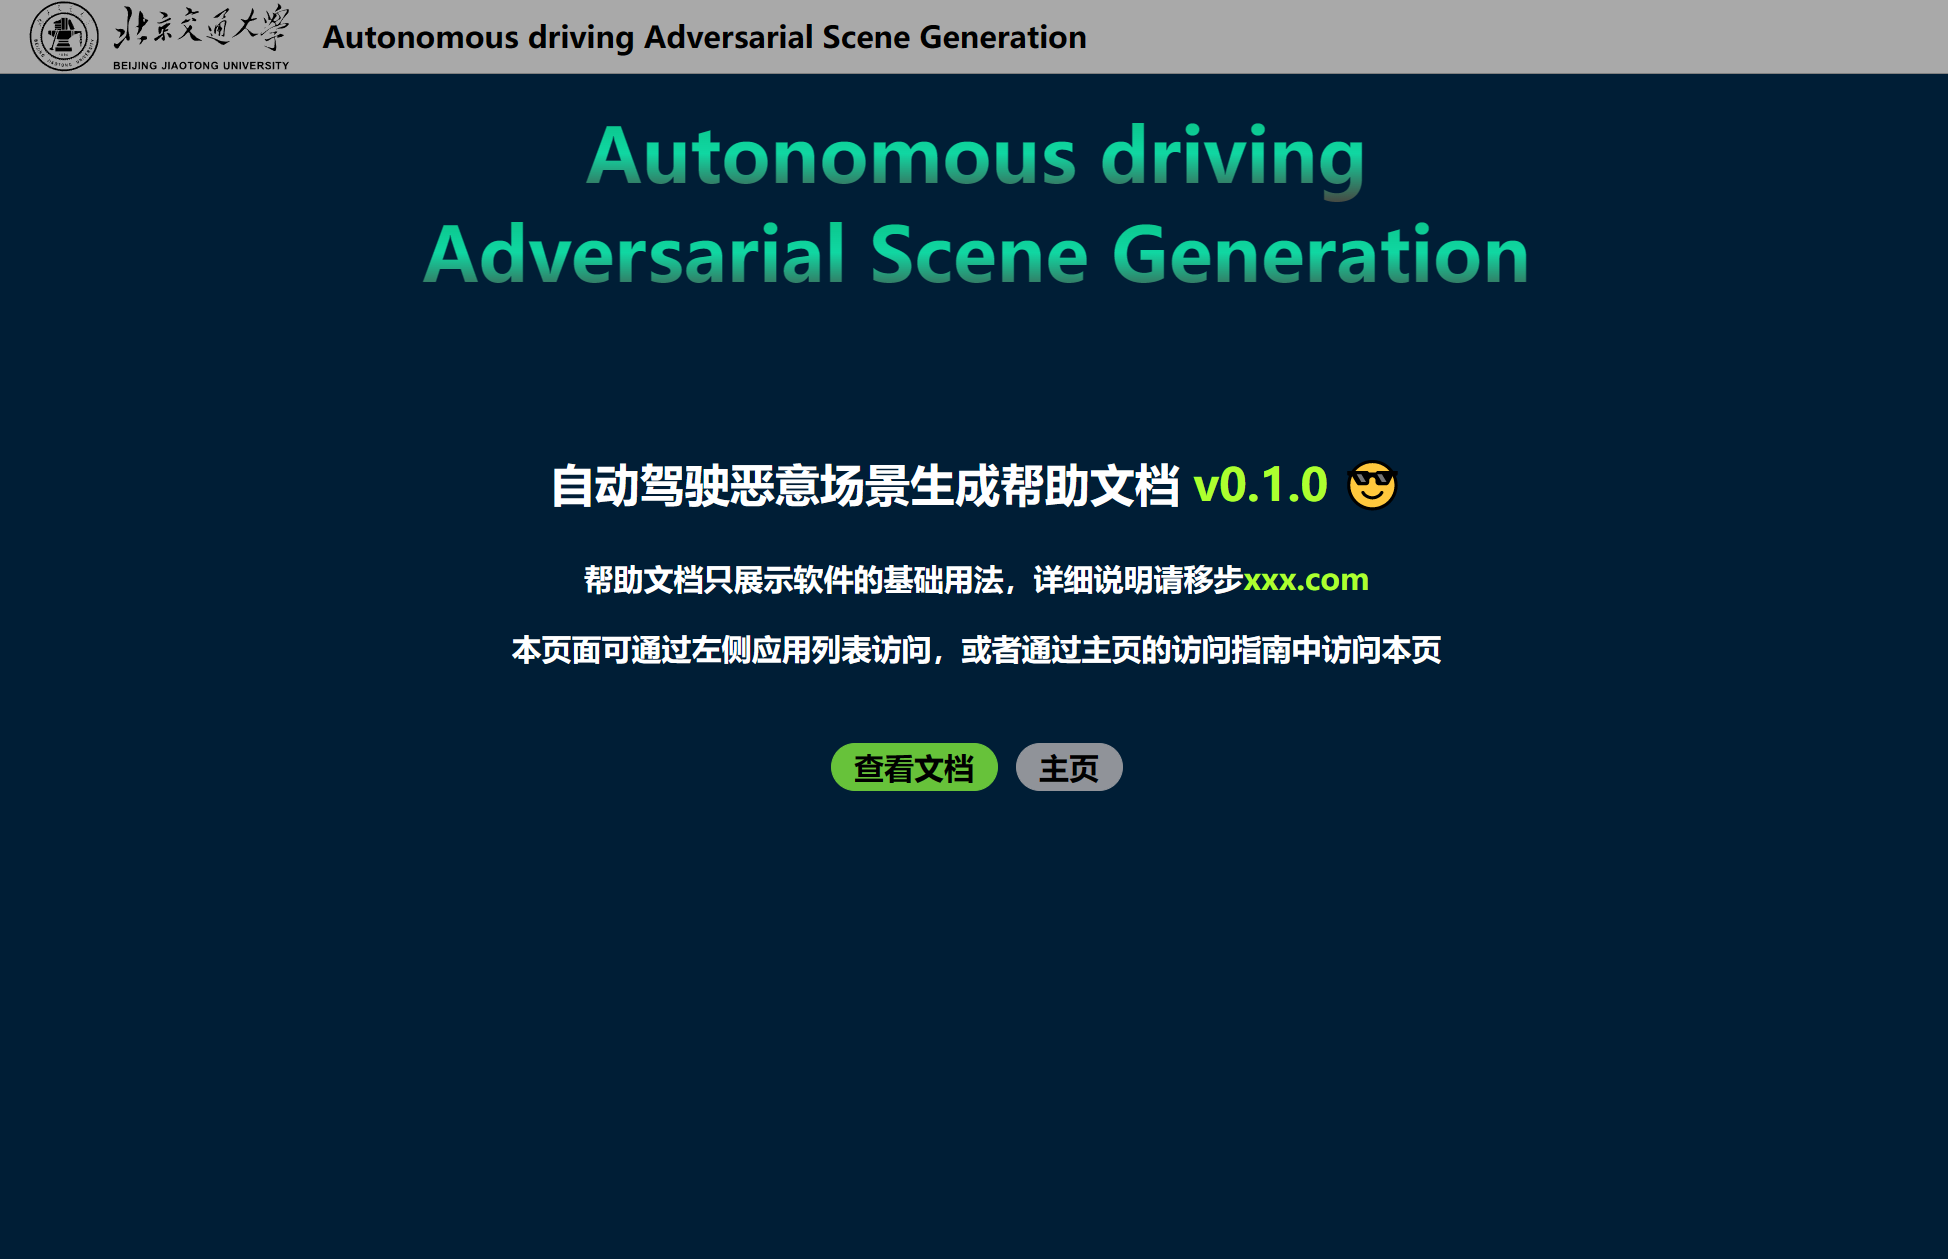 北京交通大学
BEIJING JIAOTONG UNIVERSITY
Autonomous driving Adversarial Scene Generation
Autonomous driving
Adversarial Scene Generation
自动驾驶恶意场景生成帮助文档 v0.1.0 😎
帮助文档只展示软件的基础用法，详细说明请移步xxx.com
本页面可通过左侧应用列表访问，或者通过主页的访问指南中访问本页
查看文档
主页